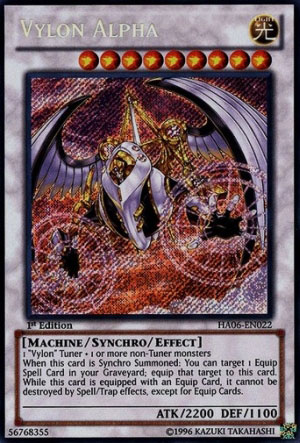 VYLON ALPHA
LIGHT
光
1st Edition
HA06-EN022
[MACHINE/SYNCHRO/EFFECT]
1 "Vylon" Tuner + 1 or more non-Tuner monsters
When this card is Synchro Summoned: You can target 1 Equip
Spell Card in your Graveyard; equip that target to this card.
While this card is equipped with an Equip Card, it cannot be
destroyed by Spell/Trap effects, except for Equip Cards.
ATK/2200 DEF/1100
56768355
©1996 KAZUKI TAKAHASHI